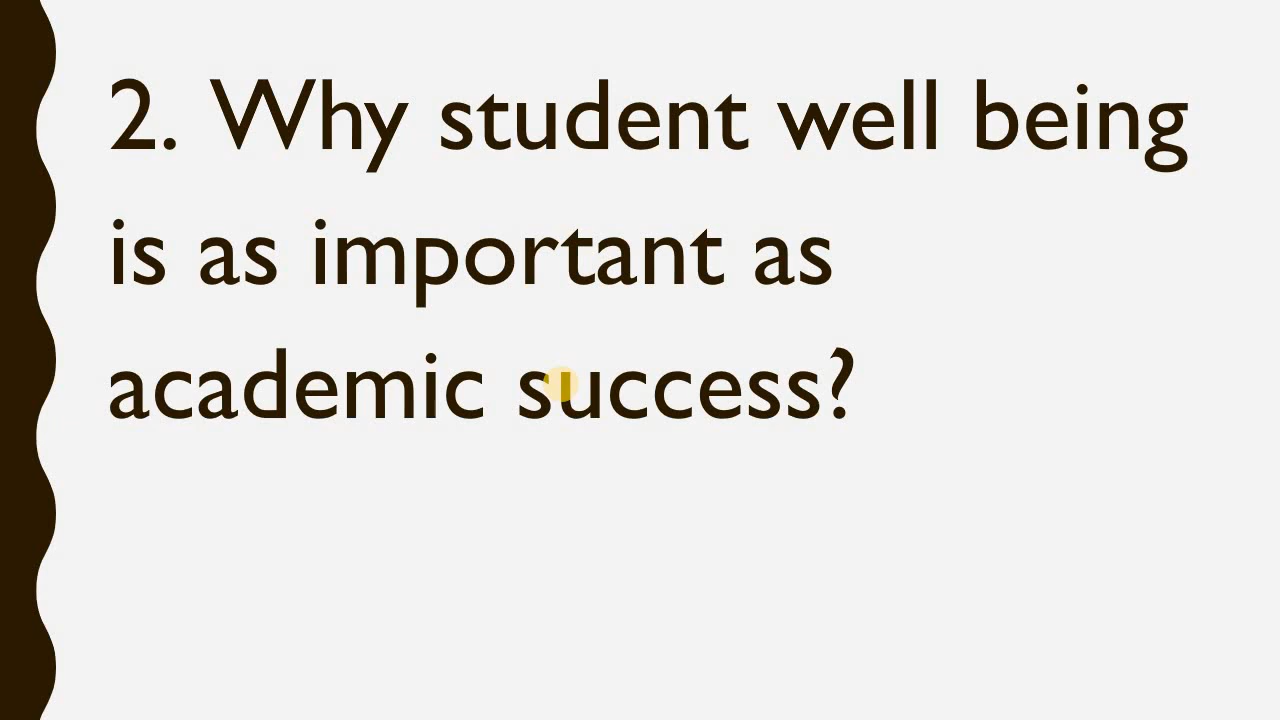 2. Why student well being
is as important as
academic success?